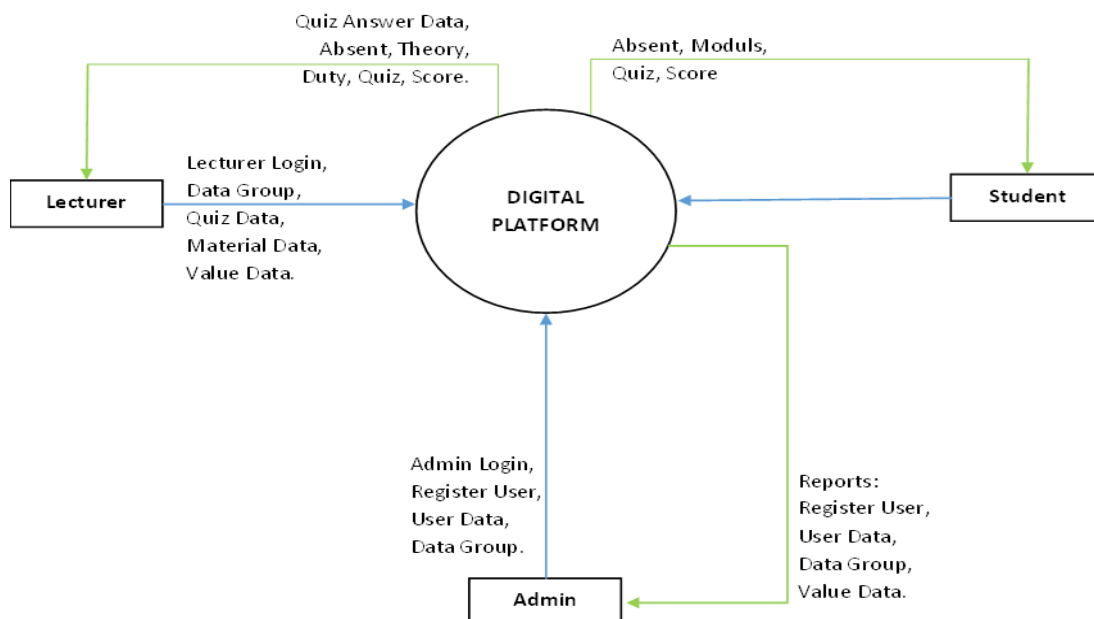 Quiz Answer Data,
Absent, Theory,
Duty, Quiz, Score.
Absent, Moduls,
Quiz, Score
Lecturer
Lecturer Login,
Data Group,
Quiz Data,
Material Data,
Value Data.
DIGITAL
PLATFORM
Student
Admin Login,
Register User,
User Data,
Data Group.
Reports:
Register User,
User Data,
Data Group,
Value Data.
Admin